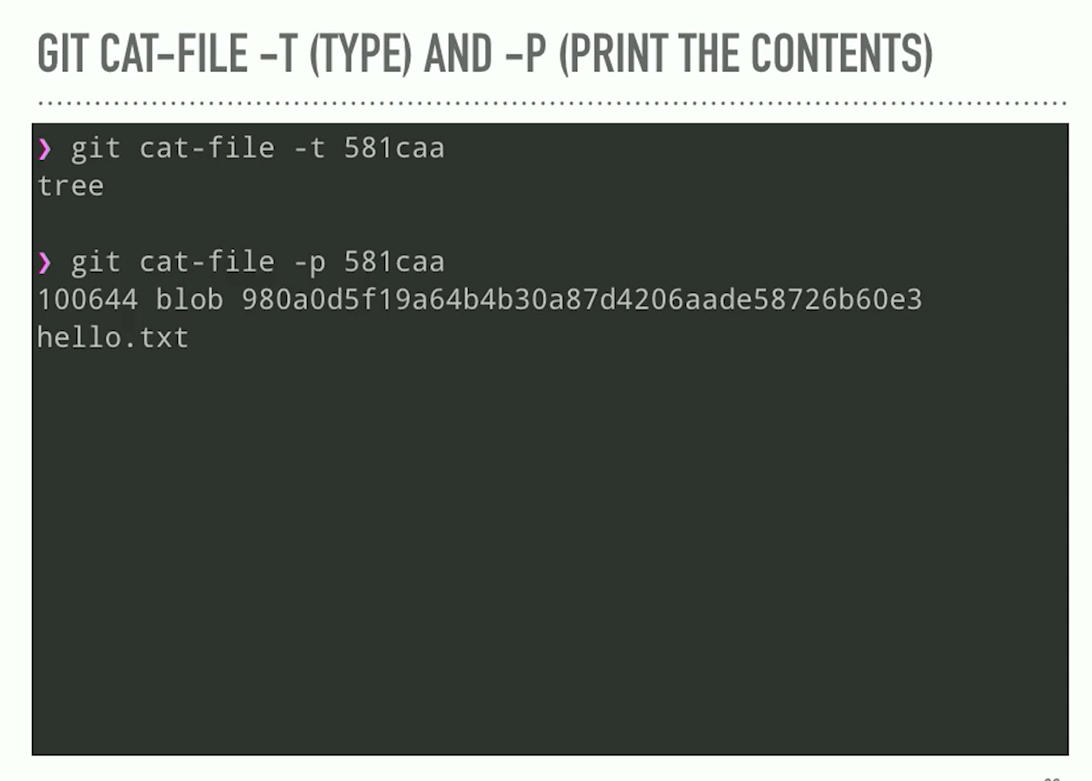 GIT CAT-FILE -T (TYPE) AND -P (PRINT THE CONTENTS)
❯ git cat-file -t 581caa
tree
❯ git cat-file -p 581caa
100644 blob 980a0d5f19a64b4b30a87d4206aade58726b60e3
hello.txt